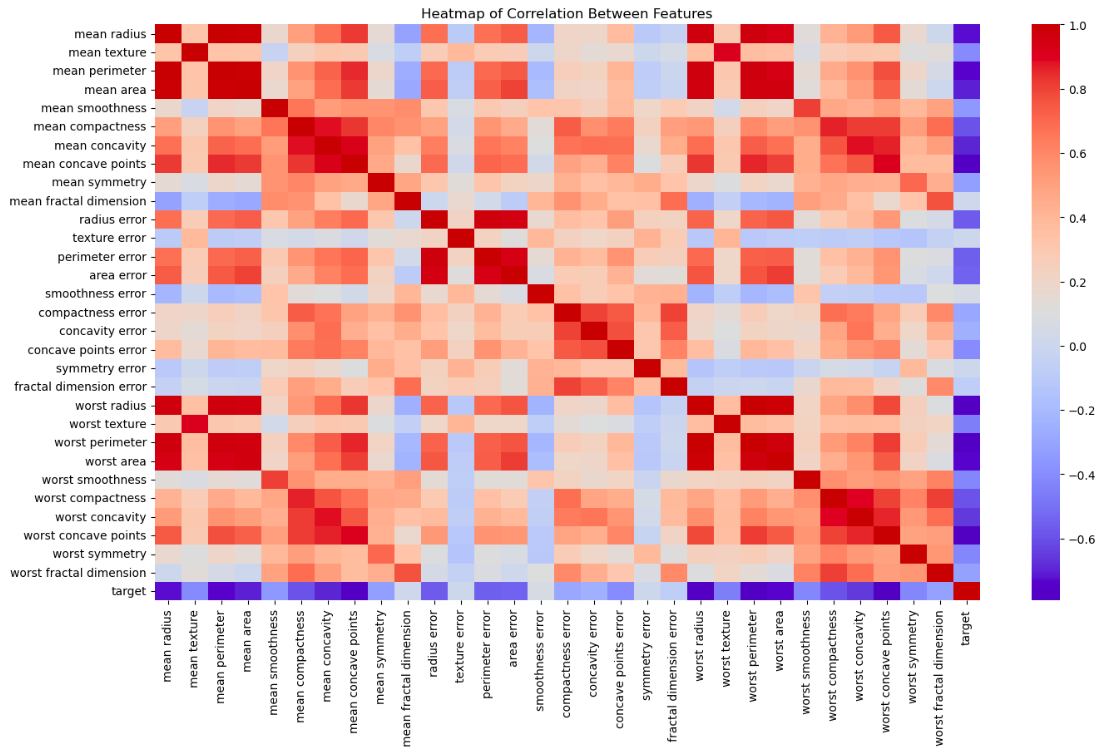 Heatmap of Correlation Between Features
mean radius
mean texture
mean perimeter
mean area
mean smoothness
mean compactness
mean concavity
mean concave points
mean symmetry
mean fractal dimension
radius error
texture error
perimeter error
area error
smoothness error
compactness error
concavity error
concave points error
symmetry error
fractal dimension error
worst radius
worst texture
worst perimeter
worst area
worst smoothness
worst compactness
worst concavity
worst concave points
worst symmetry
worst fractal dimension
target
mean radius
mean texture
mean perimeter
mean area
mean smoothness
mean compactness
mean concavity
mean concave points
mean symmetry
mean fractal dimension
radius error
texture error
perimeter error
area error
smoothness error
compactness error
concavity error
concave points error
symmetry error
fractal dimension error
worst radius
worst texture
worst perimeter
worst area
worst smoothness
worst compactness
worst concavity
worst concave points
worst symmetry
worst fractal dimension
target
1.0
0.8
0.6
0.4
0.2
0.0
−0.2
−0.4
−0.6